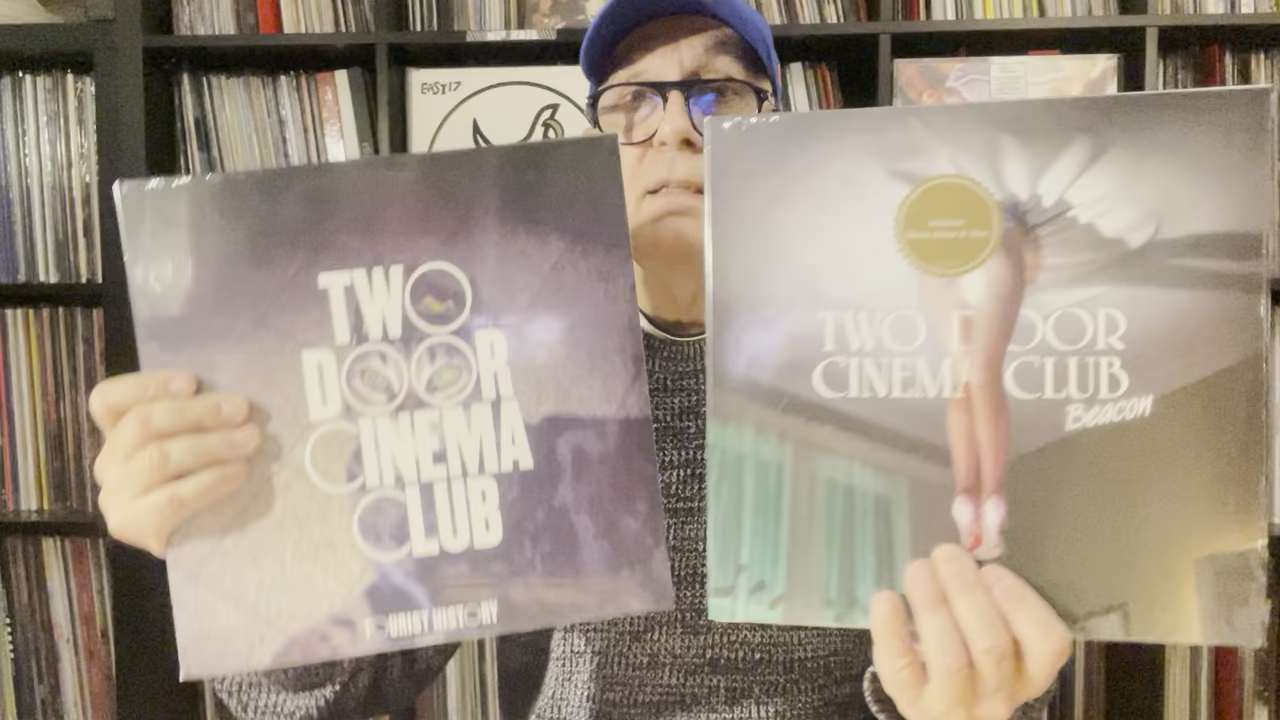 EAST17
TWO
DOOR
CINEMA
CLUB
TOURIST HISTORY
TWO DOOR
CINEMA CLUB
Beacon